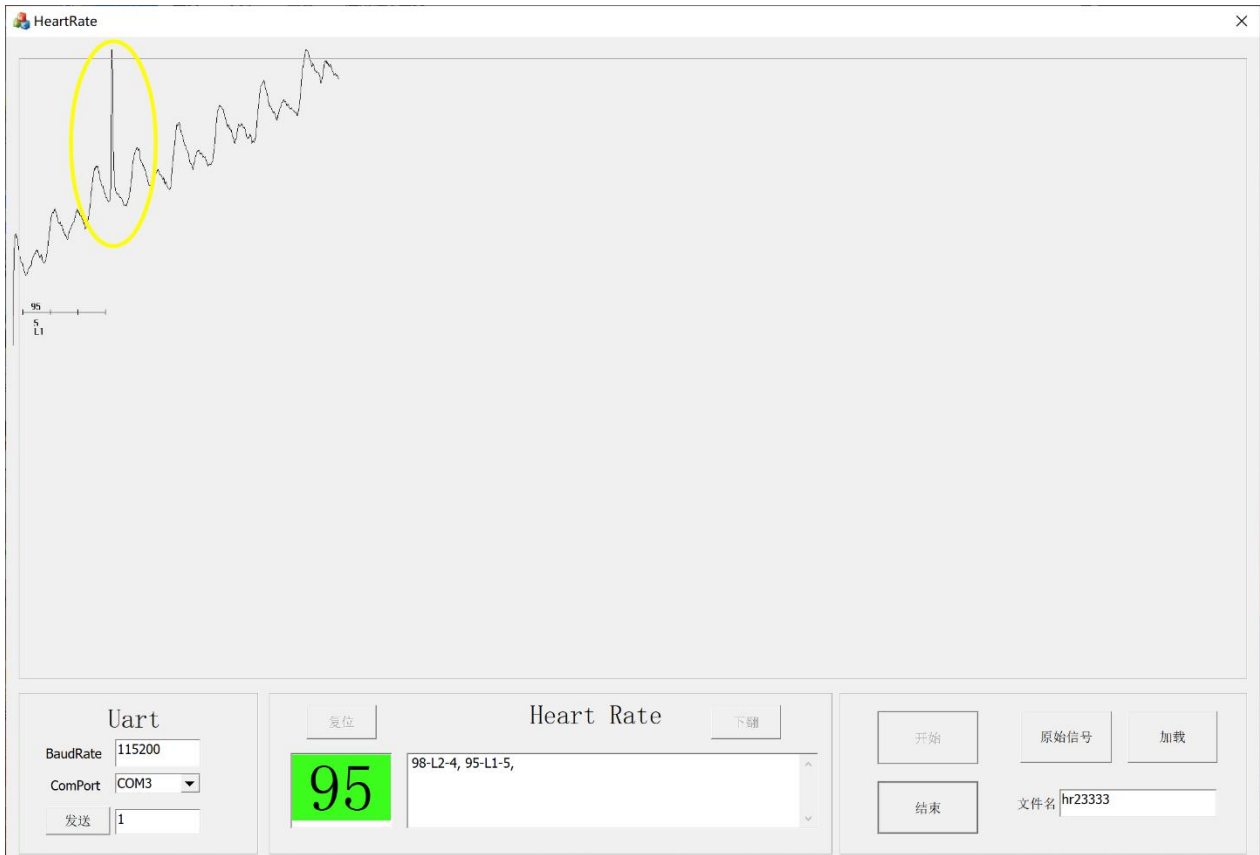 HeartRate
95
5
L1
Uart
BaudRate 115200
ComPort COM3
发送 1
复位
Heart Rate
下翻
95
98-L2-4, 95-L1-5,
开始
原始信号
加载
结束
文件名 hr23333